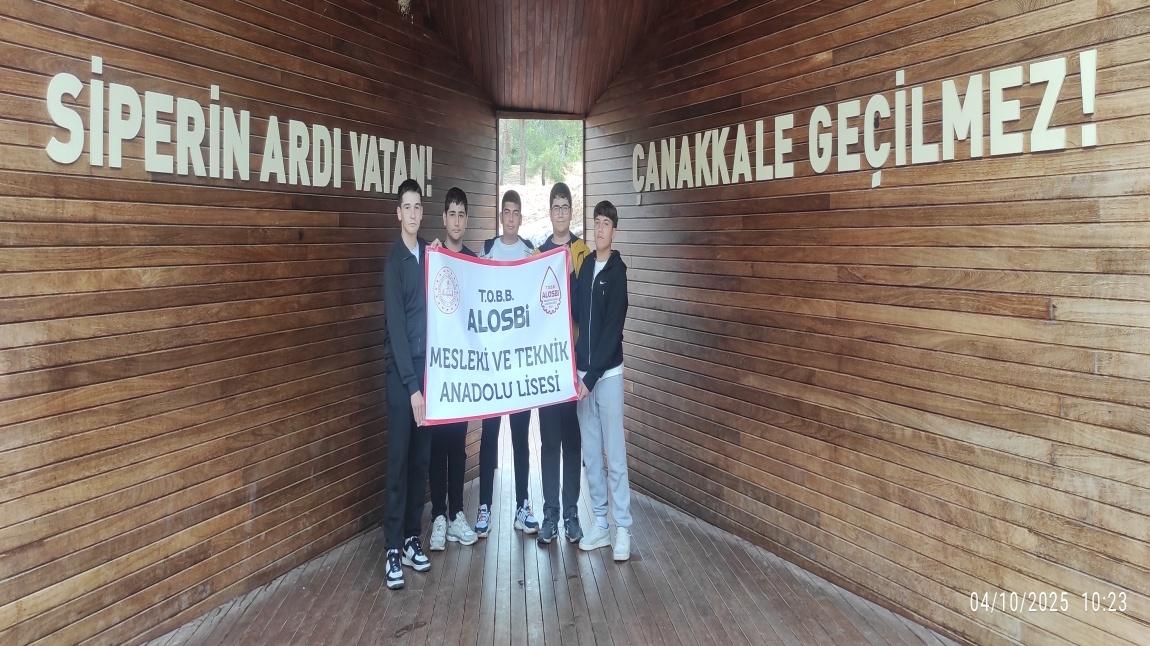 SİPERİN ARDI VATAN!
ÇANAKKALE GEÇİLMEZ!
T.O.B.B.
ALOSBİ
MESLEKİ VE TEKNİK
ANADOLU LİSESİ
T.O.B.B.
ALOSBİ
04/10/2025 10:23